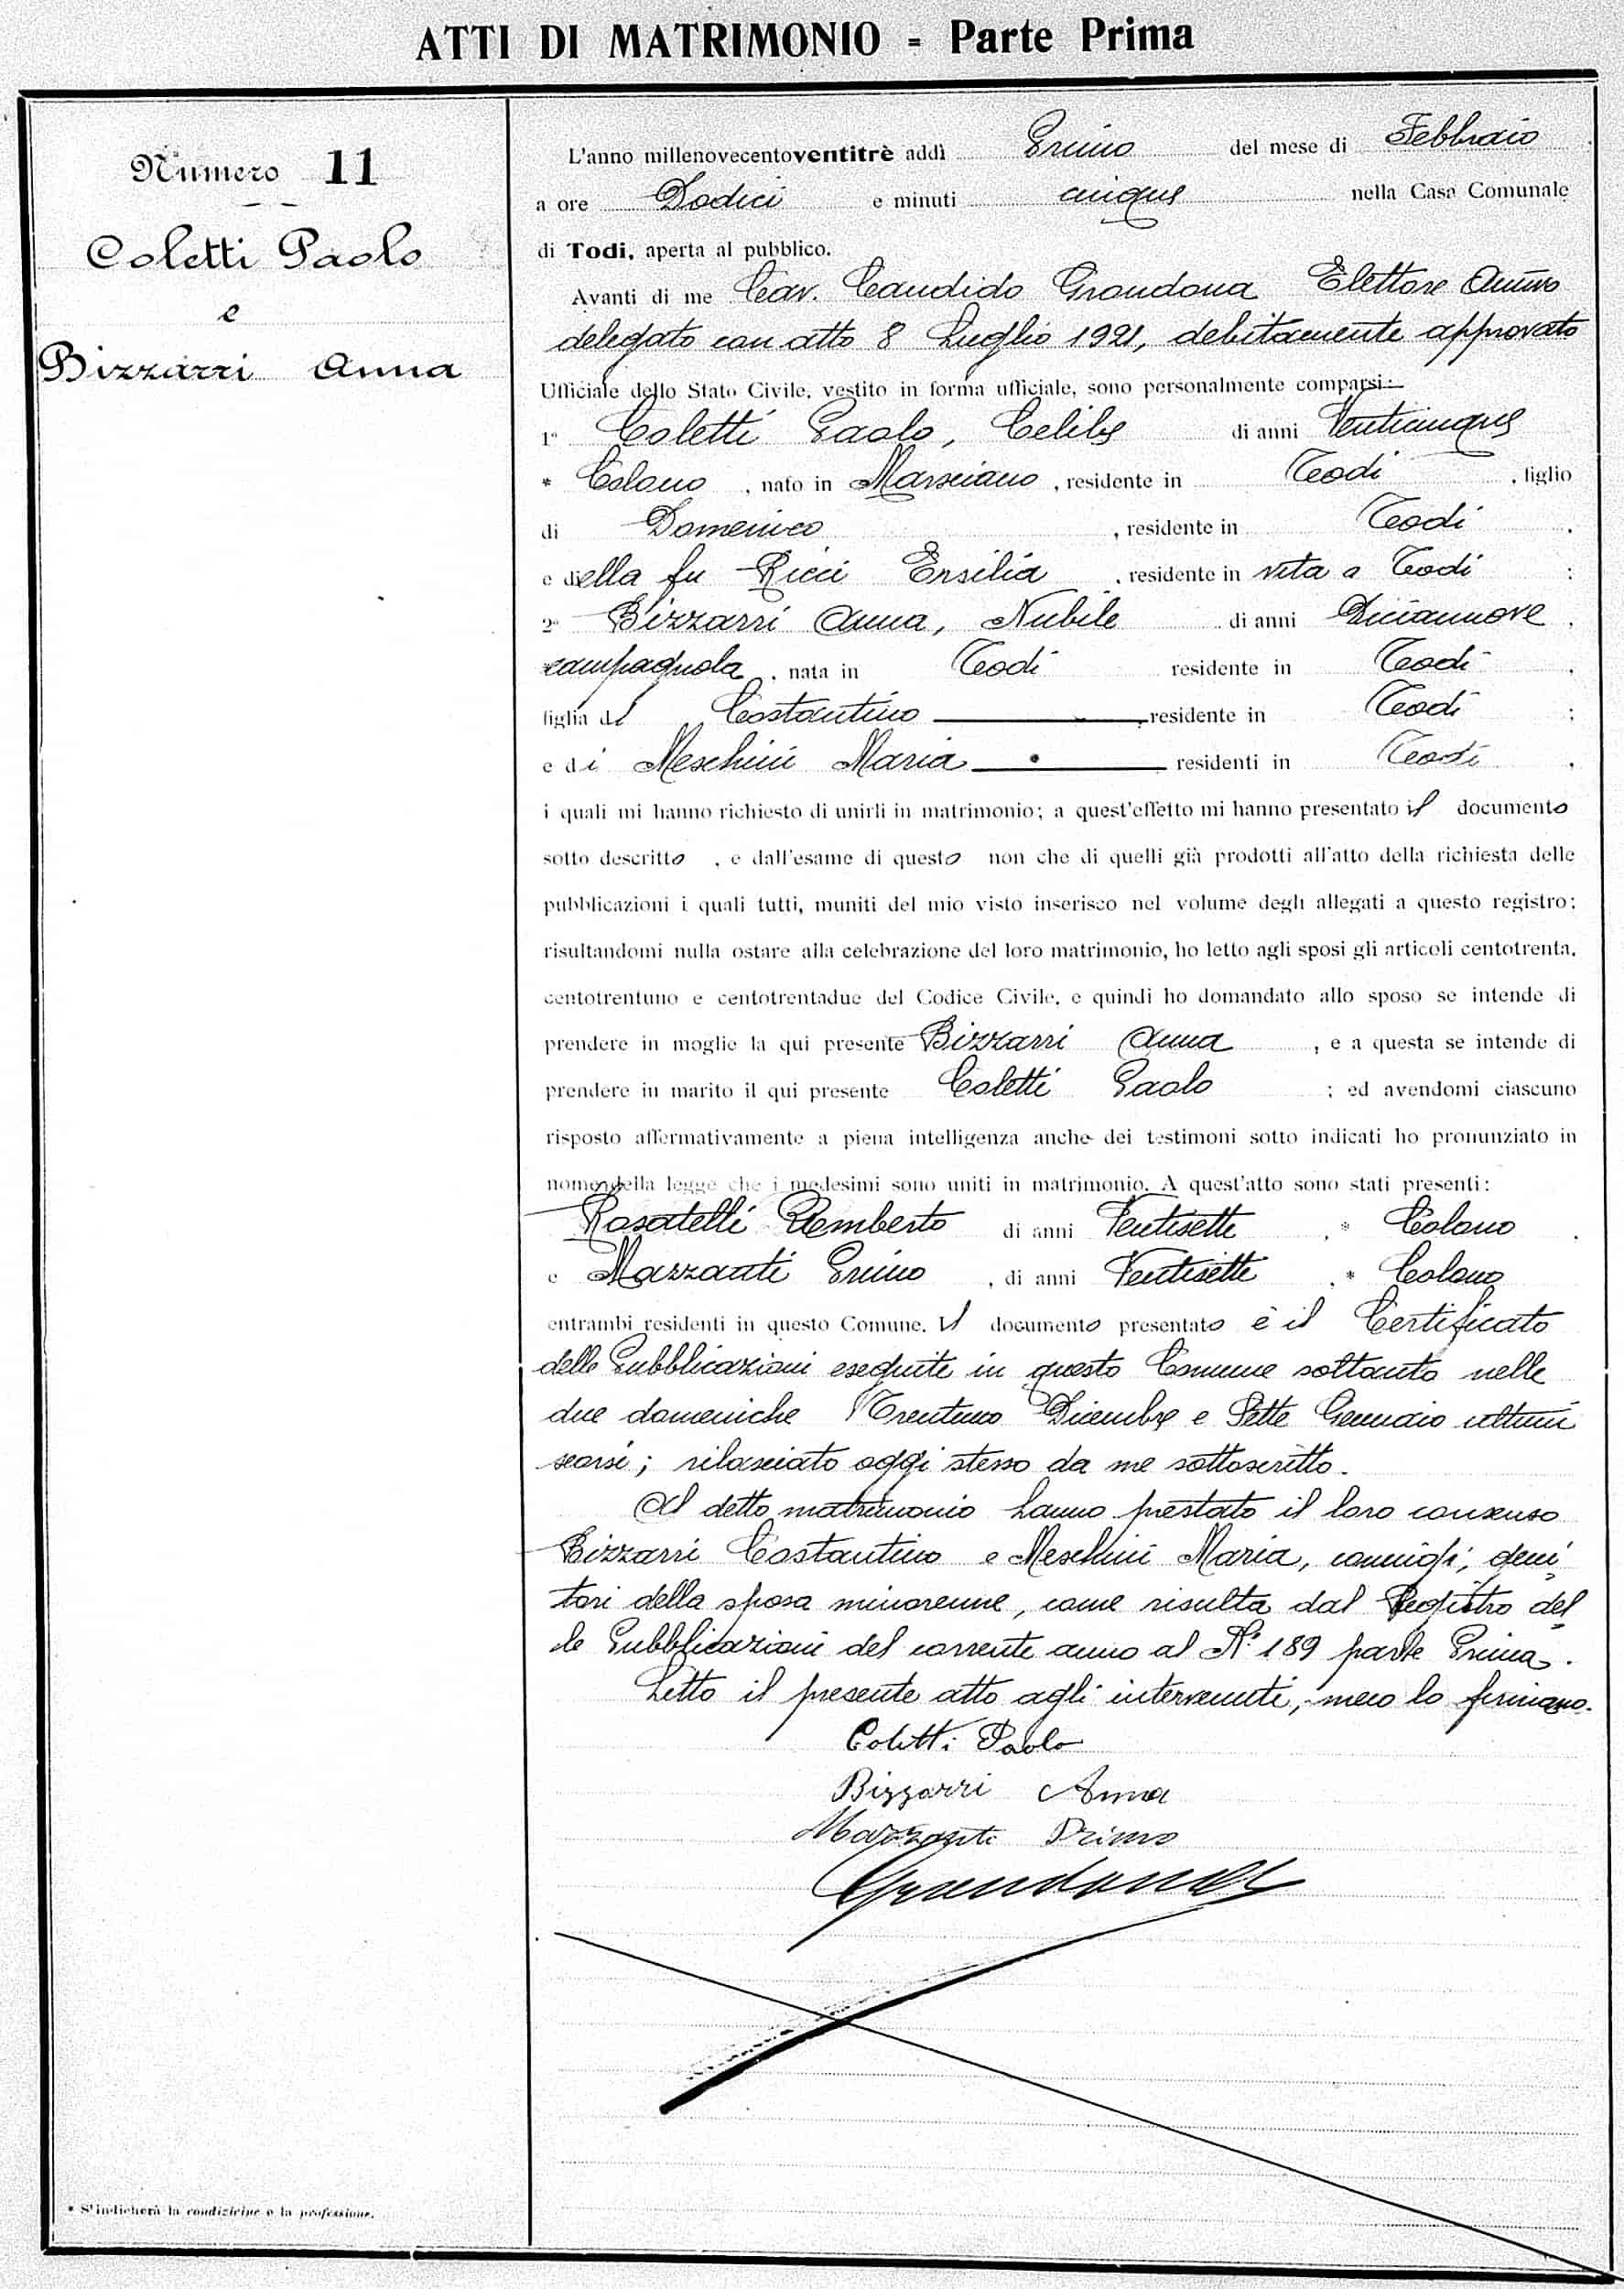 ATTI DI MATRIMONIO - Parte Prima
Numero 11
Coletti Paolo
e
Bizzarri Anna
L'anno millenovecentoventitrè addì Primo del mese di Febbraio
a ore Dodici e minuti cinque nella Casa Comunale
di Todi, aperta al pubblico.
Avanti di me Cav. Candido Grondona Elettore Ammvo
delegato con atto 8 Luglio 1921, debitamente approvato
Ufficiale dello Stato Civile, vestito in forma ufficiale, sono personalmente comparsi:
1° Coletti Paolo, Celibe di anni Venticinque
* Colono, nato in Marsciano, residente in Todi, figlio
di Domenico, residente in Todi.
e della fu Ricci Ersilia, residente in vita a Todi:
2° Bizzarri Anna, Nubile di anni Diciannove,
campagnola, nata in Todi residente in Todi,
figlia di Costantino, residente in Todi;
e di Meschini Maria residenti in Todi,
i quali mi hanno richiesto di unirli in matrimonio; a quest'effetto mi hanno presentato il documento
sotto descritto, e dall'esame di questo non che di quelli già prodotti all'atto della richiesta delle
pubblicazioni i quali tutti, muniti del mio visto inserisco nel volume degli allegati a questo registro;
risultandomi nulla ostare alla celebrazione del loro matrimonio, ho letto agli sposi gli articoli centotrenta,
centotrentuno e centotrentadue del Codice Civile, e quindi ho domandato allo sposo se intende di
prendere in moglie la qui presente Bizzarri Anna, e a questa se intende di
prendere in marito il qui presente Coletti Paolo; ed avendomi ciascuno
risposto affermativamente a piena intelligenza anche dei testimoni sotto indicati ho pronunziato in
nome della legge che i medesimi sono uniti in matrimonio. A quest'atto sono stati presenti:
Rosatelli Remberto di anni Ventisette, * Colono.
e Mazzanti Primo, di anni Ventisette, * Colono
entrambi residenti in questo Comune. Il documento presentato è il Certificato
delle Pubblicazioni eseguite in questo Comune soltanto nelle
due domeniche Trentuno Dicembre e Sette Gennaio ultimi
scorsi; rilasciato oggi stesso da me sottoscritto.
Al detto matrimonio hanno prestato il loro consenso
Bizzarri Costantino e Meschini Maria, coniugi, geni
tori della sposa minorenne, come risulta dal Registro del
le Pubblicazioni del corrente anno al N° 189 parte Prima.
Letto il presente atto agli intervenuti, meco lo firmano.
Coletti Paolo
Bizzarri Anna
Mazzanti Primo
Grondona
* S'indicherà la condizione o la professione.